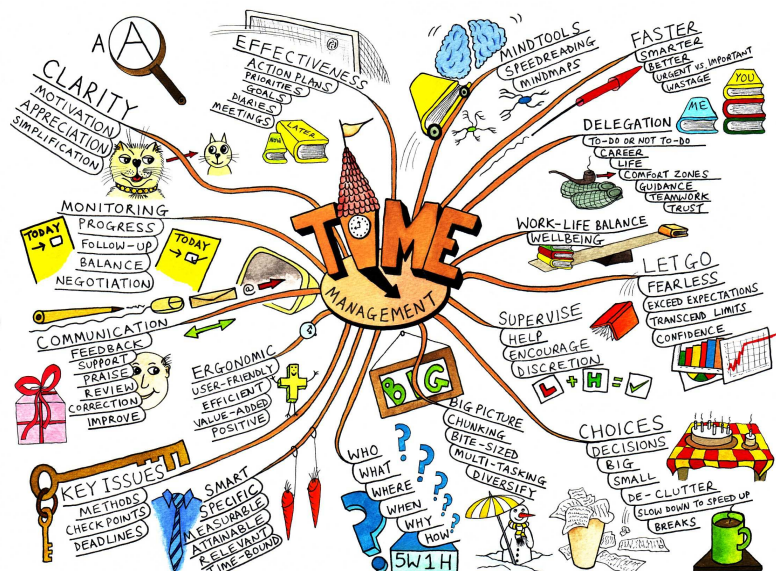 TIME
MANAGEMENT
A
A
CLARITY
MOTIVATION
APPRECIATION
SIMPLIFICATION
EFFECTIVENESS
ACTION PLANS
PRIORITIES
GOALS
DIARIES
MEETINGS
NOW
LATER
MINDTOOLS
SPEEDREADING
MINDMAPS
FASTER
SMARTER
BETTER
URGENT VS. IMPORTANT
WASTAGE
ME
YOU
DELEGATION
TO-DO OR NOT TO-DO
CAREER
LIFE
COMFORT ZONES
GUIDANCE
TEAMWORK
TRUST
WORK-LIFE BALANCE
WELLBEING
LET GO
FEARLESS
EXCEED EXPECTATIONS
TRANSCEND LIMITS
CONFIDENCE
SUPERVISE
HELP
ENCOURAGE
DISCRETION
L + H = ✓
CHOICES
DECISIONS
BIG
SMALL
DE-CLUTTER
SLOW DOWN TO SPEED UP
BREAKS
BIG
BIG PICTURE
CHUNKING
BITE-SIZED
MULTI-TASKING
DIVERSIFY
WHO
WHAT
WHERE
WHEN
WHY
HOW
? ? ? ? ? ?
?
5W1H
SMART
SPECIFIC
MEASURABLE
ATTAINABLE
RELEVANT
TIME-BOUND
KEY ISSUES
METHODS
CHECK POINTS
DEADLINES
ERGONOMIC
USER-FRIENDLY
EFFICIENT
VALUE-ADDED
POSITIVE
COMMUNICATION
FEEDBACK
SUPPORT
PRAISE
REVIEW
CORRECTION
IMPROVE
@
MONITORING
PROGRESS
FOLLOW-UP
BALANCE
NEGOTIATION
TODAY
TODAY